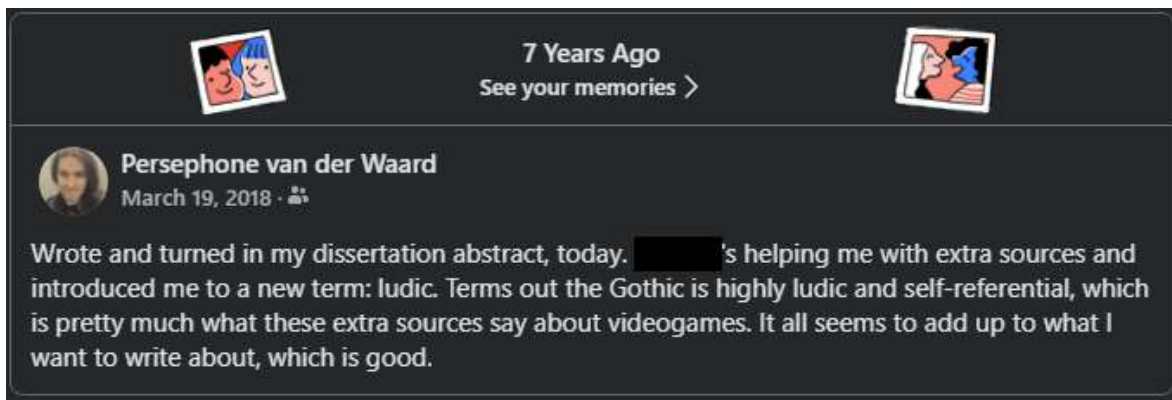 7 Years Ago
See your memories >
Persephone van der Waard
March 19, 2018 ·
Wrote and turned in my dissertation abstract, today. 's helping me with extra sources and
introduced me to a new term: ludic. Terms out the Gothic is highly ludic and self-referential, which
is pretty much what these extra sources say about videogames. It all seems to add up to what I
want to write about, which is good.